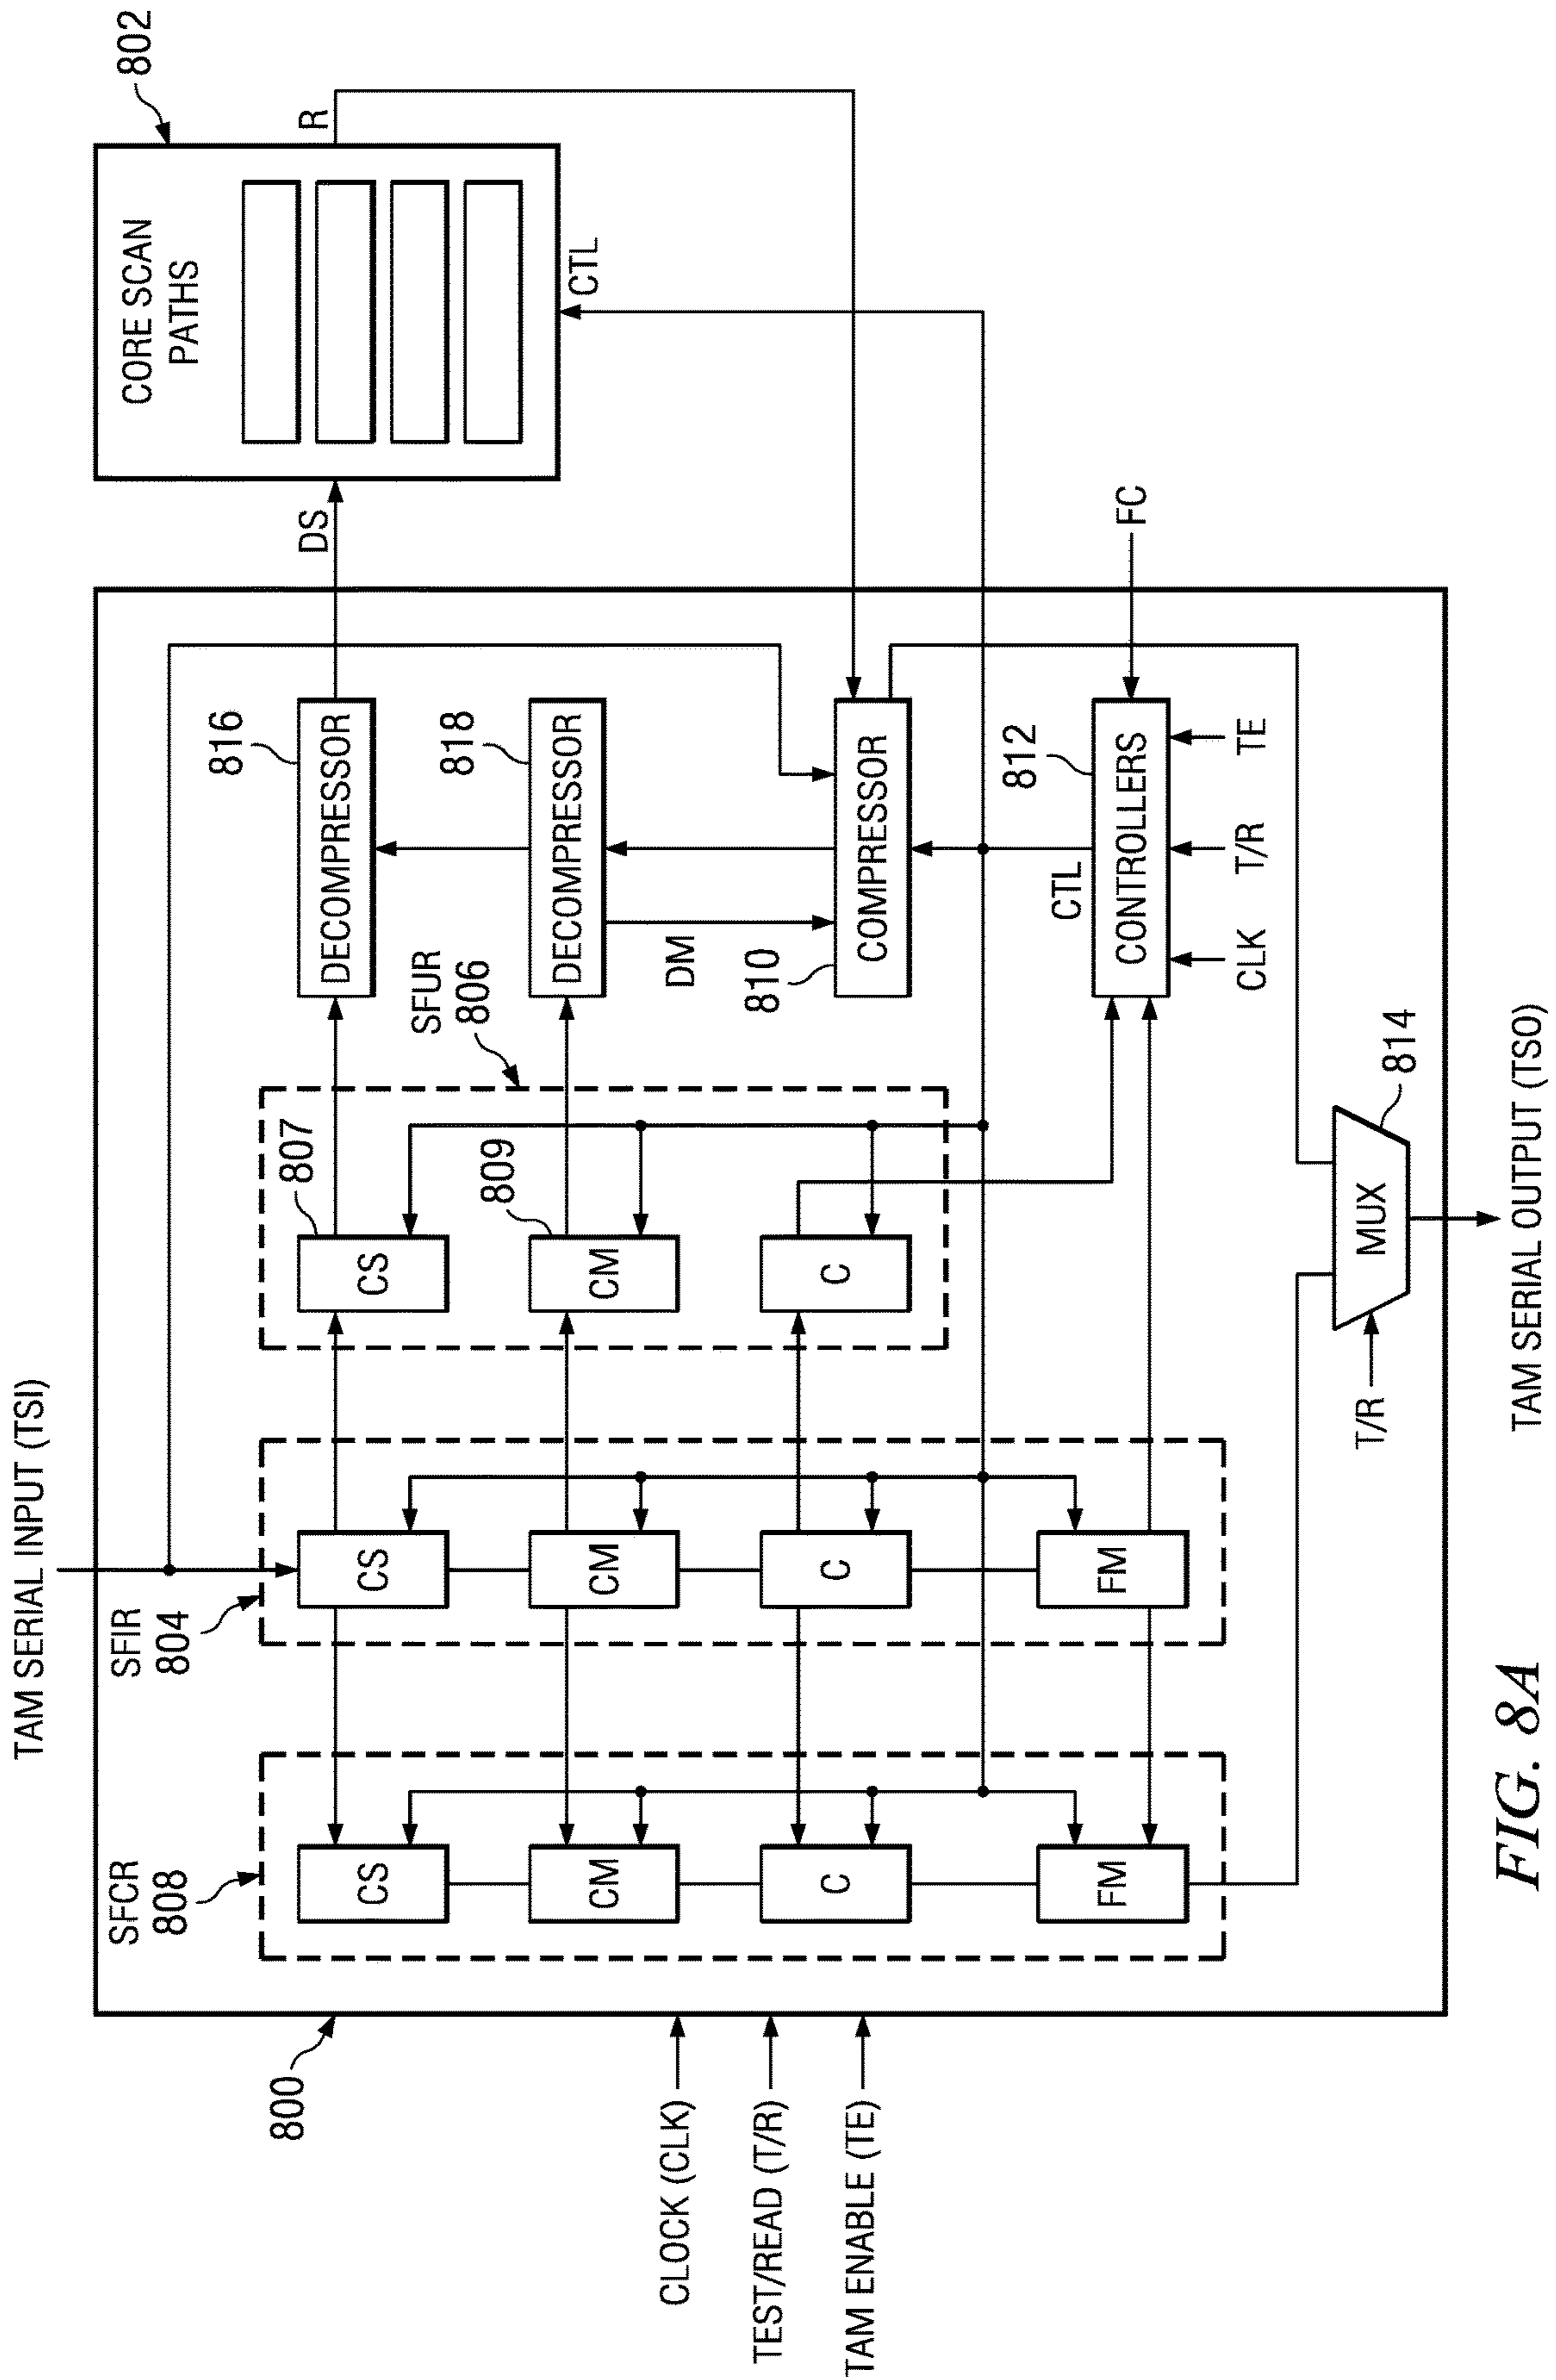 TAM SERIAL INPUT (TSI)
802
CORE SCAN
PATHS
R
DS
CTL
SFCR
808
SFIR
804
SFUR
806
807
809
816
818
810
812
CS
CM
C
FM
CS
CM
C
FM
CS
CM
C
DECOMPRESSOR
DECOMPRESSOR
DM
COMPRESSOR
CTL
CONTROLLERS
FC
CLK
T/R
TE
800
CLOCK (CLK)
TEST/READ (T/R)
TAM ENABLE (TE)
T/R
MUX
814
TAM SERIAL OUTPUT (TSO)
FIG. 8A